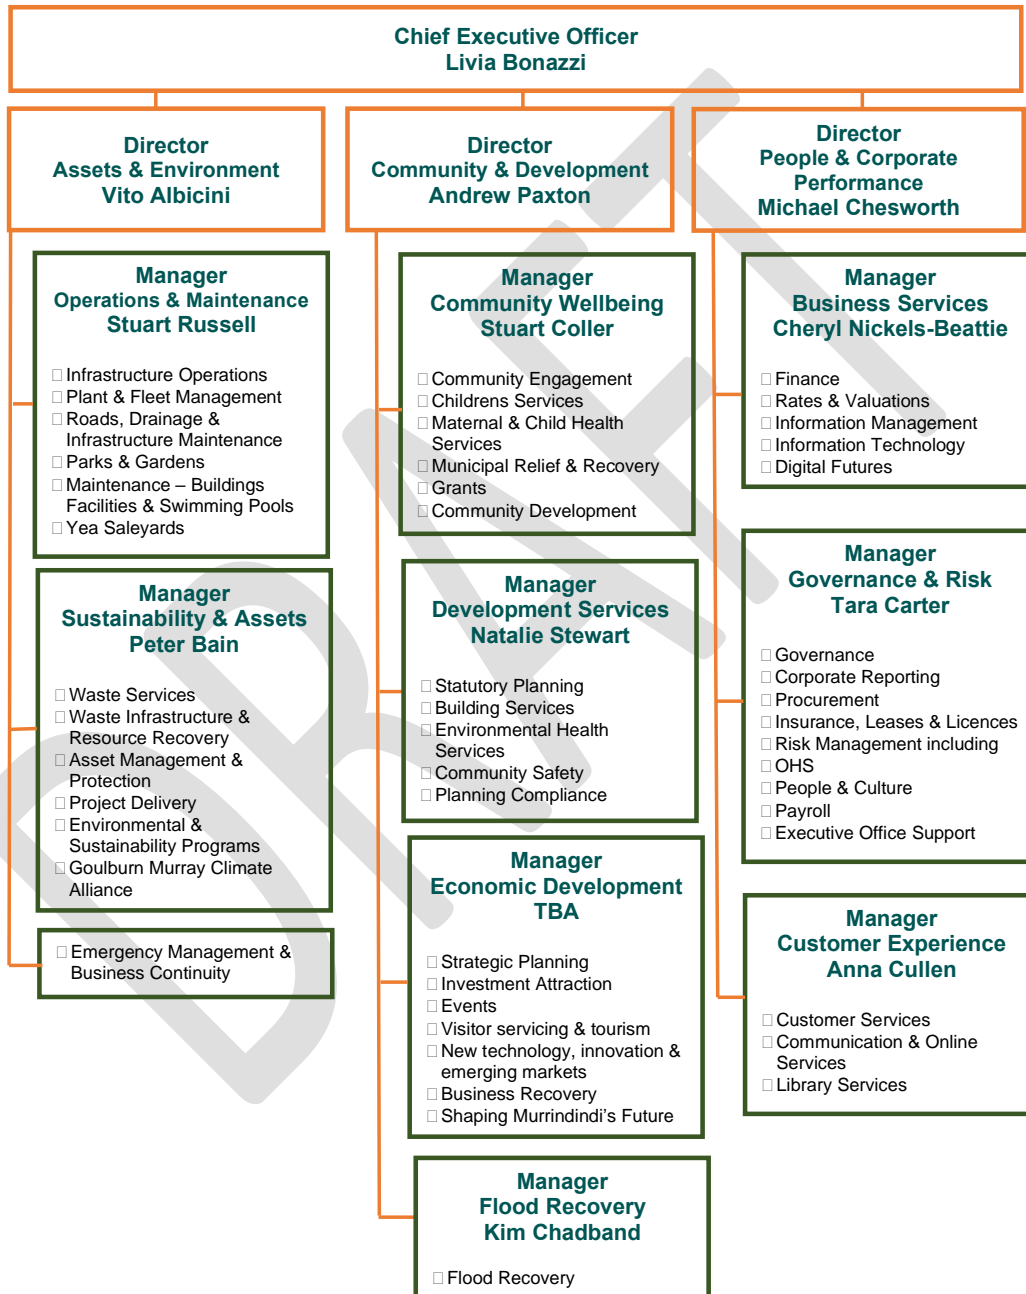 Chief Executive Officer
Livia Bonazzi
Director
Assets & Environment
Vito Albicini
Manager
Operations & Maintenance
Stuart Russell
Infrastructure Operations
Plant & Fleet Management
Roads, Drainage &
Infrastructure Maintenance
Parks & Gardens
Maintenance – Buildings
Facilities & Swimming Pools
Yea Saleyards
Manager
Sustainability & Assets
Peter Bain
Waste Services
Waste Infrastructure &
Resource Recovery
Asset Management &
Protection
Project Delivery
Environmental &
Sustainability Programs
Goulburn Murray Climate
Alliance
Emergency Management &
Business Continuity
Director
Community & Development
Andrew Paxton
Manager
Community Wellbeing
Stuart Coller
Community Engagement
Childrens Services
Maternal & Child Health
Services
Municipal Relief & Recovery
Grants
Community Development
Manager
Development Services
Natalie Stewart
Statutory Planning
Building Services
Environmental Health
Services
Community Safety
Planning Compliance
Manager
Economic Development
TBA
Strategic Planning
Investment Attraction
Events
Visitor servicing & tourism
New technology, innovation &
emerging markets
Business Recovery
Shaping Murrindindi’s Future
Manager
Flood Recovery
Kim Chadband
Flood Recovery
Director
People & Corporate
Performance
Michael Chesworth
Manager
Business Services
Cheryl Nickels-Beattie
Finance
Rates & Valuations
Information Management
Information Technology
Digital Futures
Manager
Governance & Risk
Tara Carter
Governance
Corporate Reporting
Procurement
Insurance, Leases & Licences
Risk Management including
OHS
People & Culture
Payroll
Executive Office Support
Manager
Customer Experience
Anna Cullen
Customer Services
Communication & Online
Services
Library Services
DRAFT